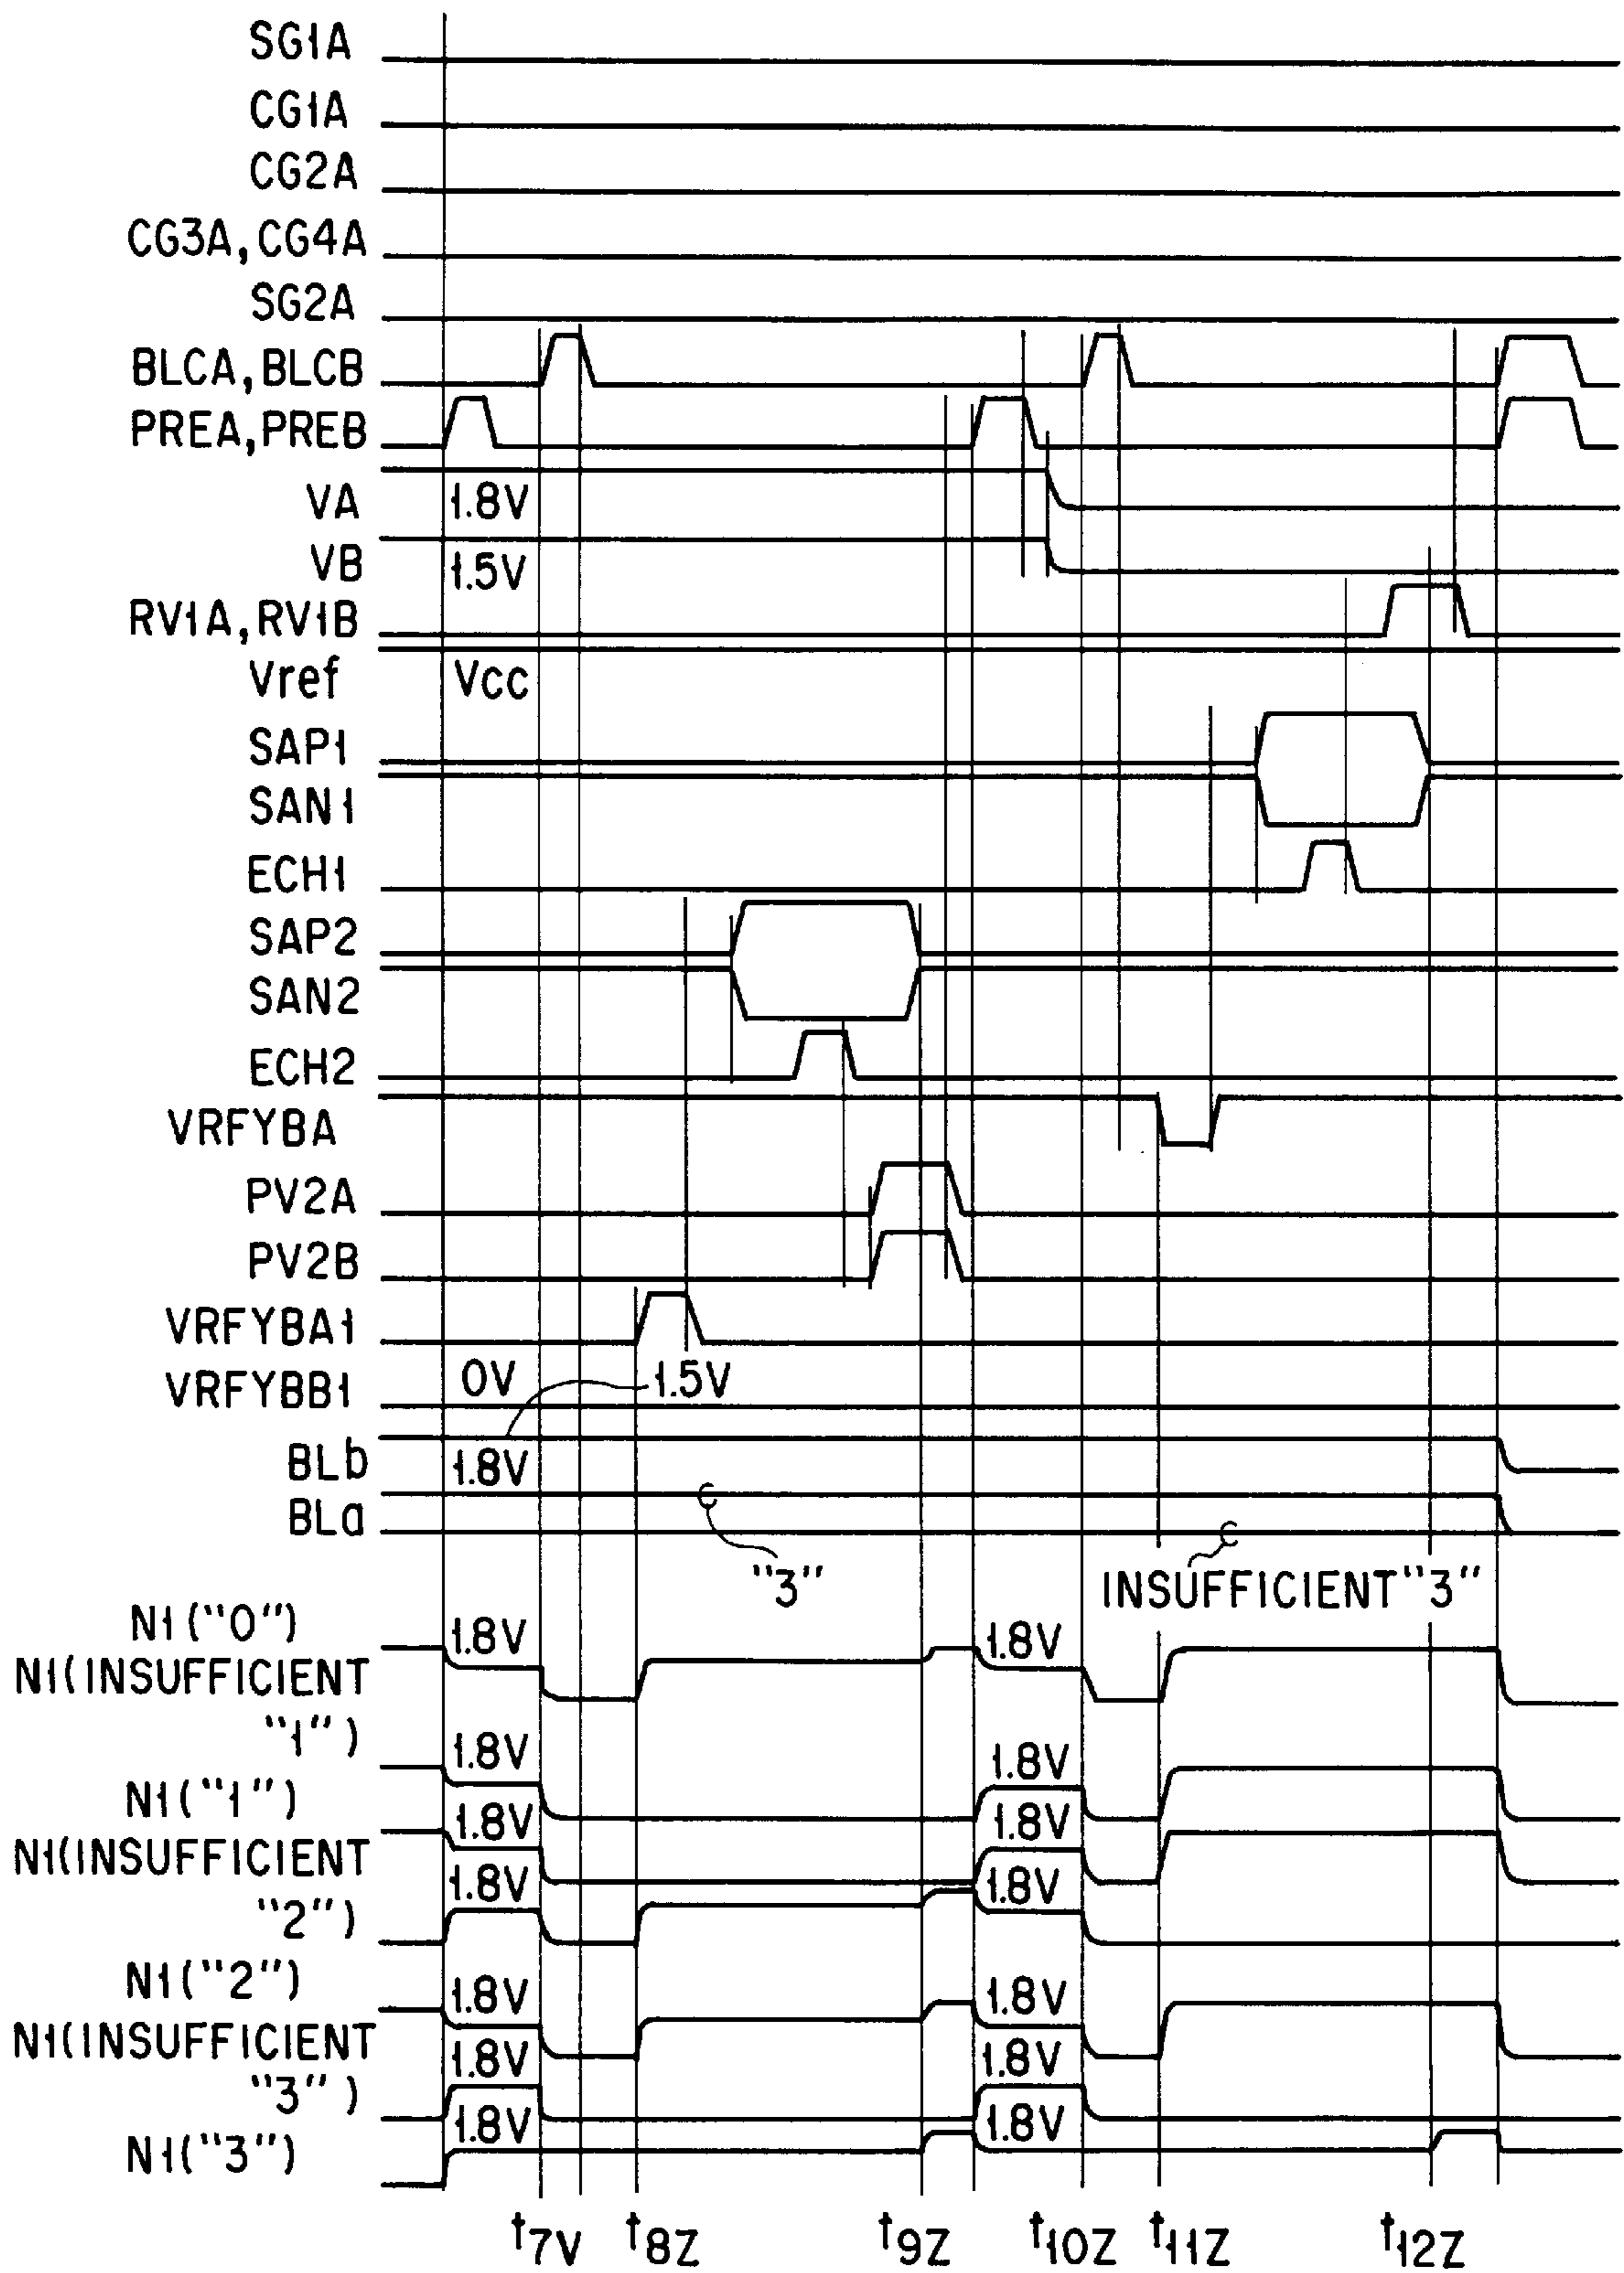 SG1A
CG1A
CG2A
CG3A, CG4A
SG2A
BLCA, BLCB
PREA, PREB
VA 1.8V
VB 1.5V
RV1A, RV1B
Vref Vcc
SAP1
SAN1
ECH1
SAP2
SAN2
ECH2
VRFYBA
PV2A
PV2B
VRFYBA1
VRFYBB1 0V 1.5V
BLb 1.8V
BLa
"3" INSUFFICIENT "3"
N1("0") 1.8V 1.8V
N1(INSUFFICIENT
"1") 1.8V 1.8V
N1("1") 1.8V 1.8V
N1(INSUFFICIENT
"2") 1.8V 1.8V
N1("2") 1.8V 1.8V
N1(INSUFFICIENT
"3") 1.8V 1.8V
N1("3") 1.8V 1.8V
t7V t8Z t9Z t10Z t11Z t12Z